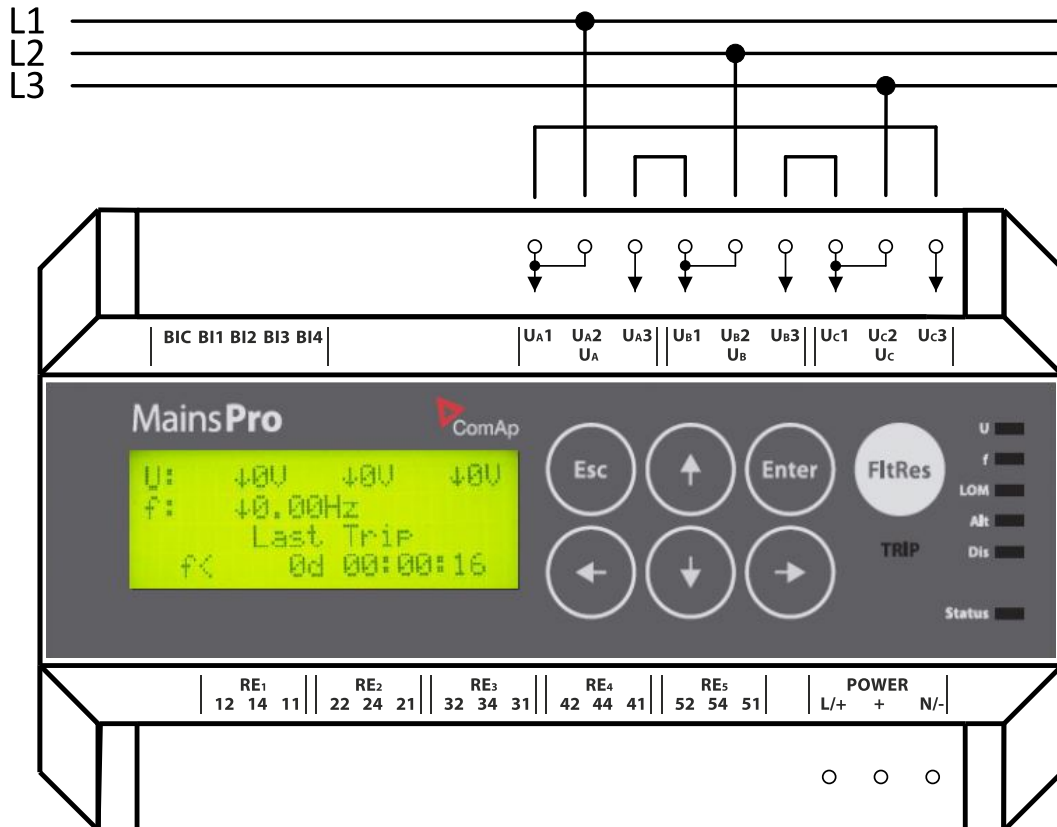 L1
L2
L3
BIC BI1 BI2 BI3 BI4
UA1 UA2 UA3 UB1 UB2 UB3 UC1 UC2 UC3
UA UB UC
MainsPro ComAp
U: ↓0V ↓0V ↓0V
f: ↓0.00Hz
Last Trip
f< 0d 00:00:16
Esc ↑ Enter FltRes
← ↓ →
TRIP
U
f
LOM
Alt
Dis
Status
RE1 RE2 RE3 RE4 RE5 POWER
12 14 11 22 24 21 32 34 31 42 44 41 52 54 51 L/+ + N/-